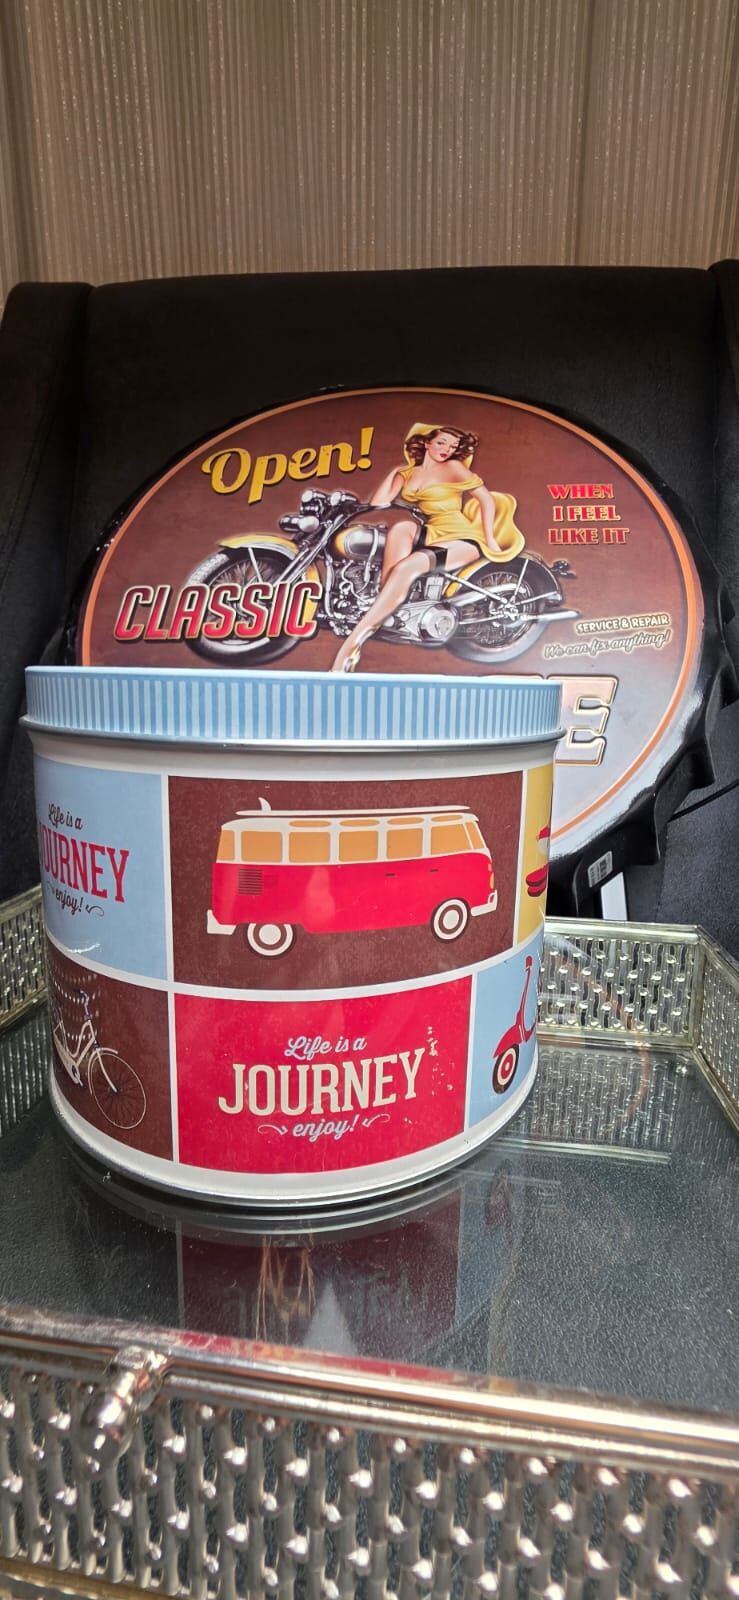 Open!
WHEN
I FEEL
LIKE IT
CLASSIC
SERVICE & REPAIR
We can fix anything!
E
Life is a
JOURNEY
enjoy!
Life is a
JOURNEY
enjoy!